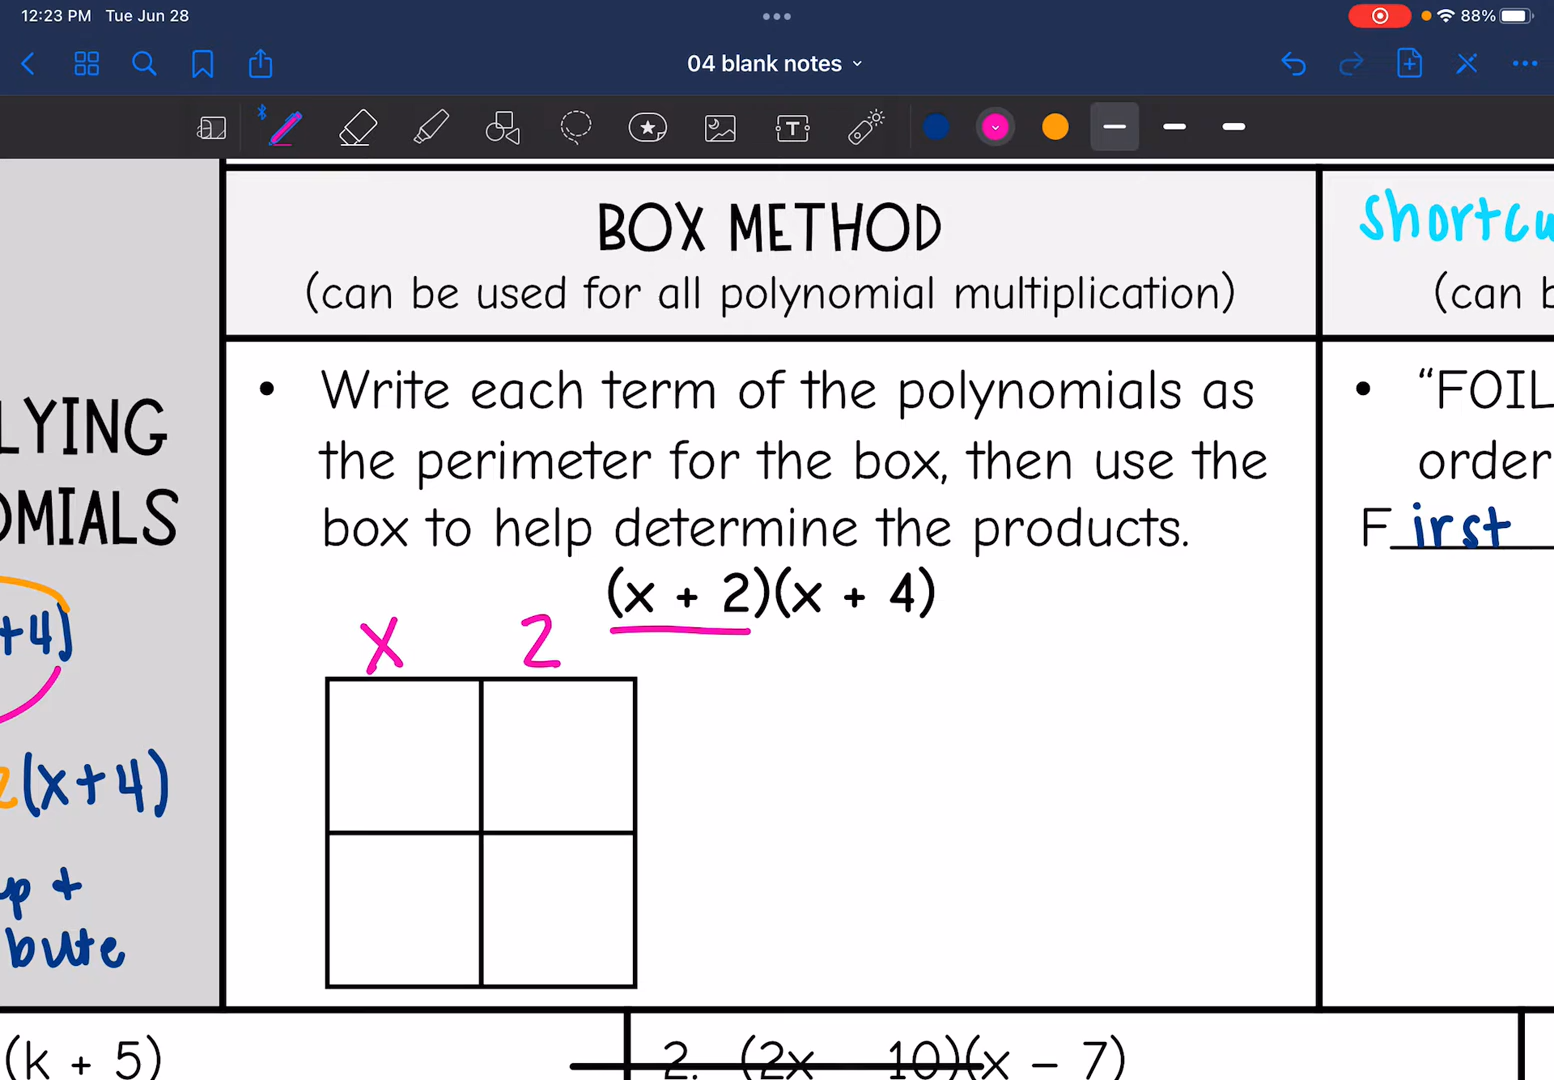 12:23 PM Tue Jun 28
88%
04 blank notes
BOX METHOD
(can be used for all polynomial multiplication)
shortcu
(can b
LYING
OMIALS
+4)
2(x+4)
up +
bute
• Write each term of the polynomials as
the perimeter for the box, then use the
box to help determine the products.
(x + 2)(x + 4)
x 2
• “FOIL
order
First
(k + 5)
2. (2x 10)(x – 7)